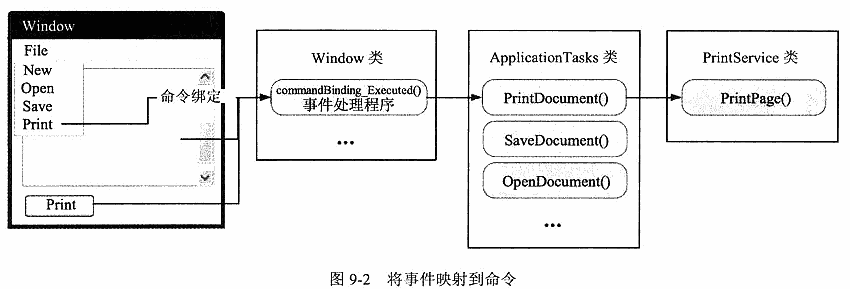 Window
File
New
Open
Save
Print
命令绑定
Print
Window 类
commandBinding_Executed()
事件处理程序
...
ApplicationTasks 类
PrintDocument()
SaveDocument()
OpenDocument()
...
PrintService 类
PrintPage()
图 9-2 将事件映射到命令